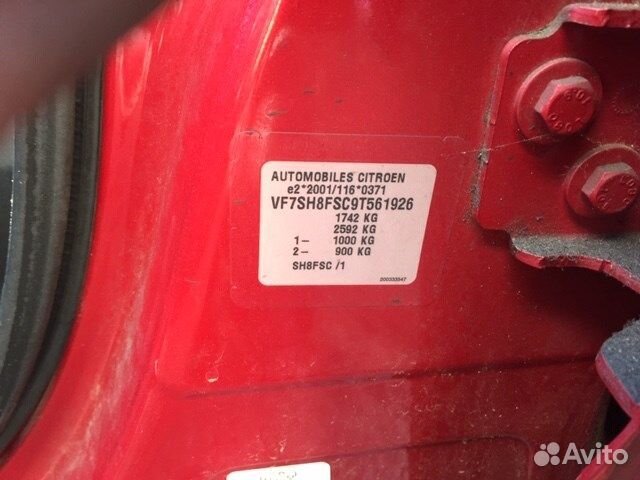 AUTOMOBILES CITROEN
e2*2001/116*0371
VF7SH8FSC9T561926
1742 KG
2592 KG
1- 1000 KG
2- 900 KG
SH8FSC /1
200333547
Avito